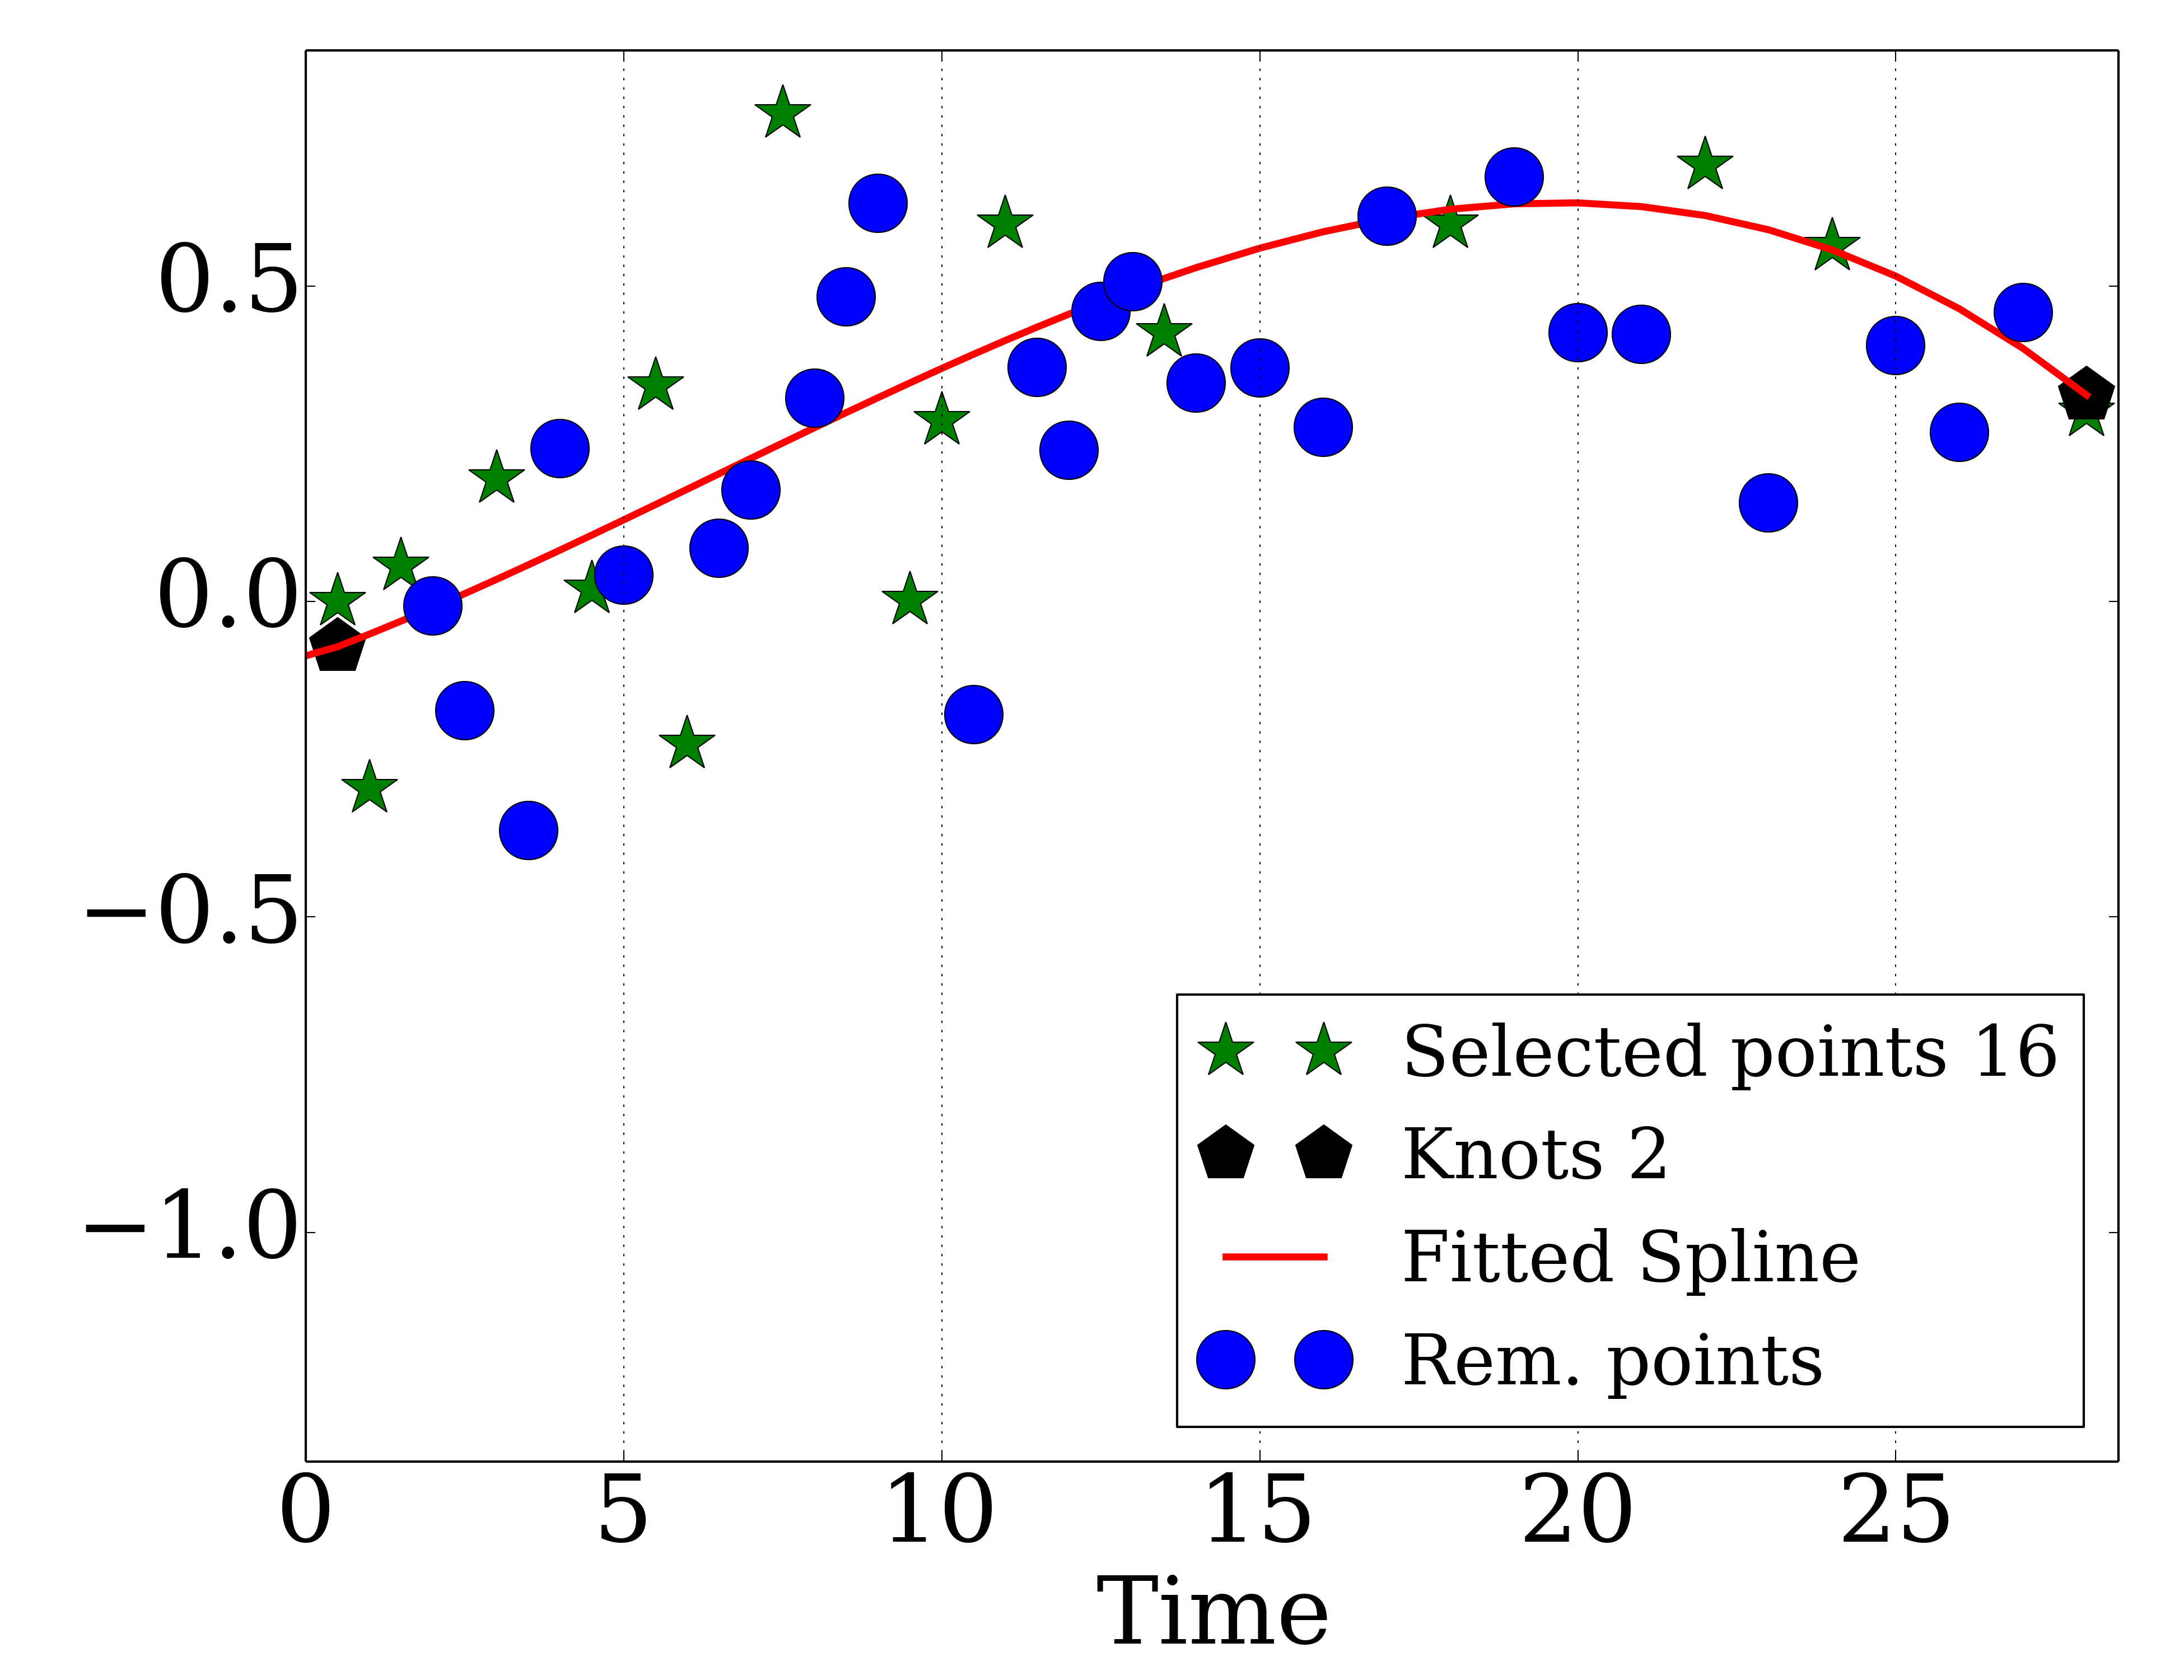 0.5
0.0
−0.5
−1.0
Selected points 16
Knots 2
Fitted Spline
Rem. points
0 5 10 15 20 25
Time